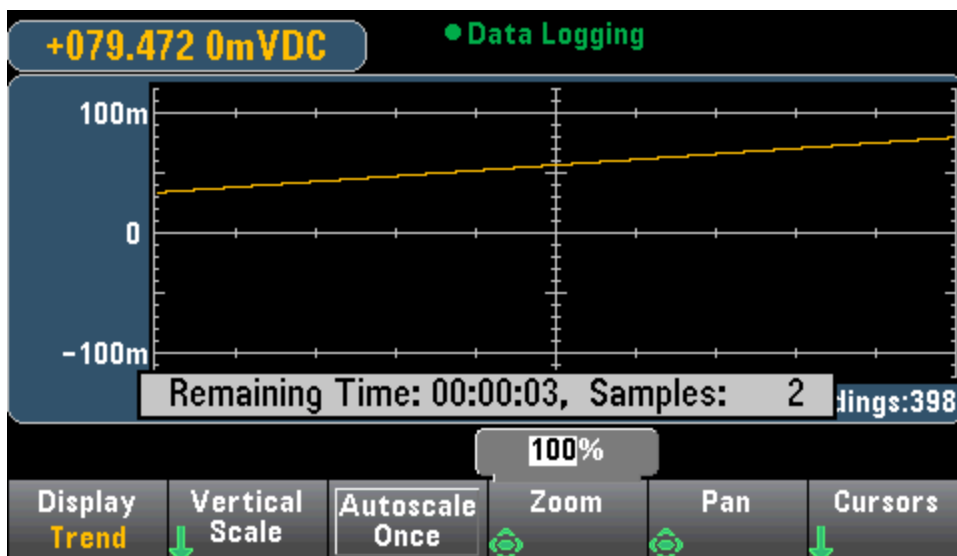 +079.472 0mVDC
Data Logging
100m
0
-100m
Remaining Time: 00:00:03, Samples: 2
dings:398
100%
Display
Trend
Vertical
Scale
Autoscale
Once
Zoom
Pan
Cursors